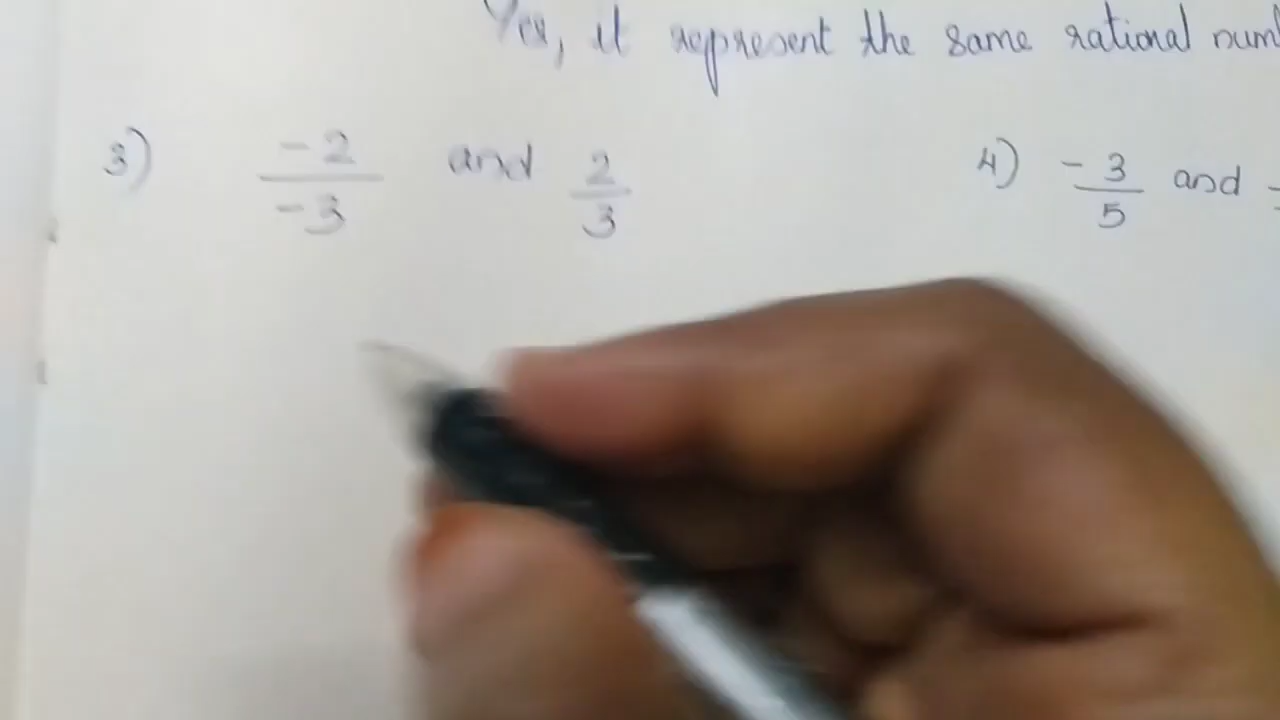 Yes, it represent the same rational num
3) -2/-3 and 2/3
4) -3/5 and